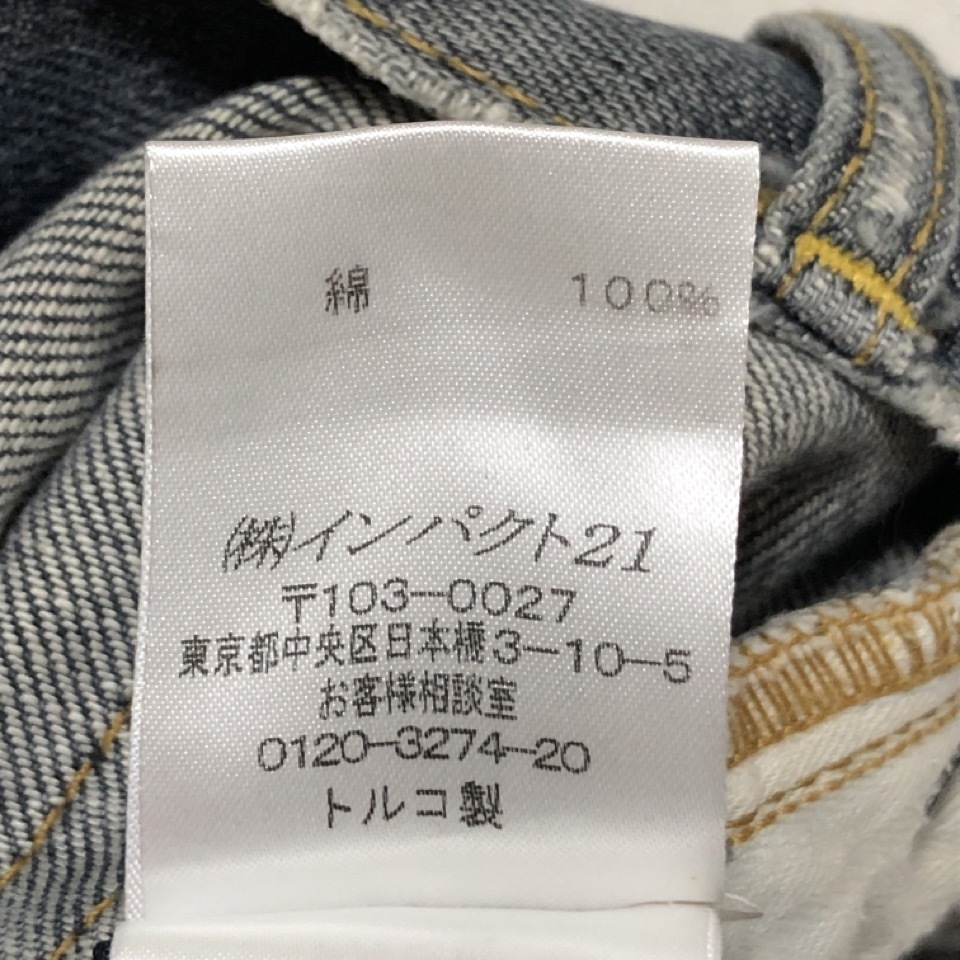 綿 100%
(株)インパクト21
〒103-0027
東京都中央区日本橋3-10-5
お客様相談室
0120-3274-20
トルコ製